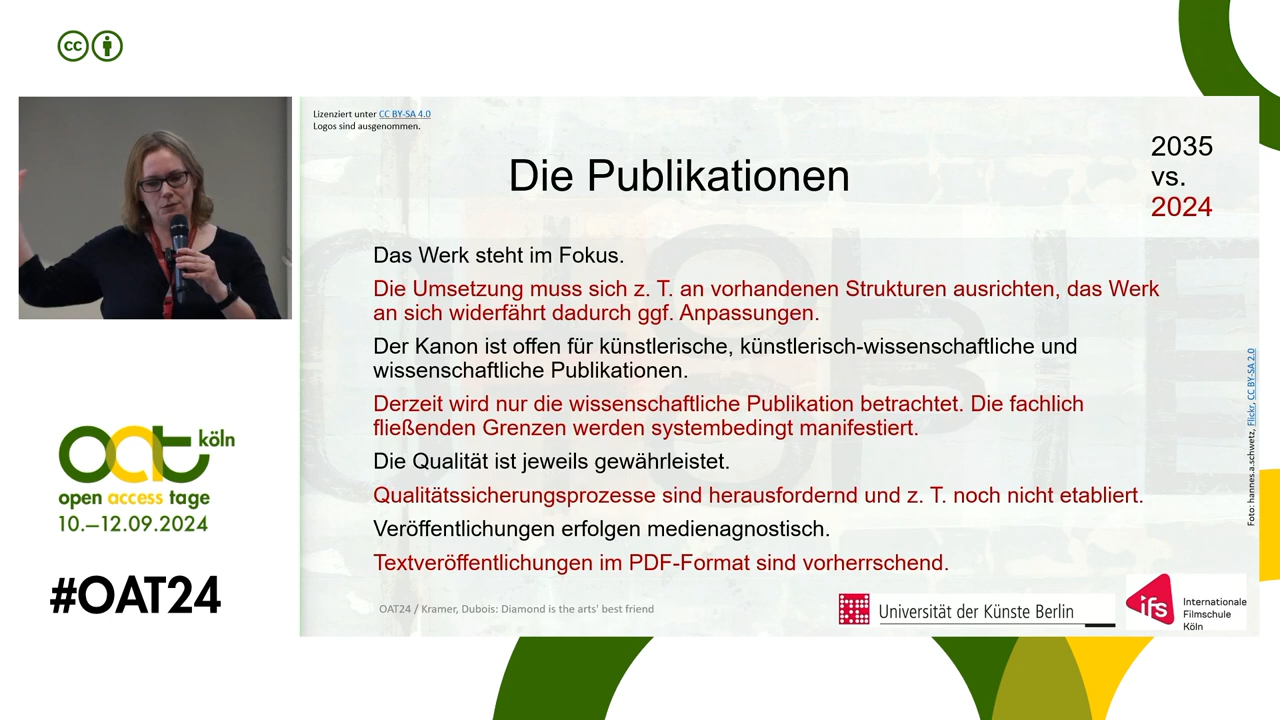 cc
Lizenziert unter CC BY-SA 4.0
Logos sind ausgenommen.
Die Publikationen
2035
vs.
2024
Das Werk steht im Fokus.
Die Umsetzung muss sich z. T. an vorhandenen Strukturen ausrichten, das Werk
an sich widerfährt dadurch ggf. Anpassungen.
Der Kanon ist offen für künstlerische, künstlerisch-wissenschaftliche und
wissenschaftliche Publikationen.
Derzeit wird nur die wissenschaftliche Publikation betrachtet. Die fachlich
fließenden Grenzen werden systembedingt manifestiert.
Die Qualität ist jeweils gewährleistet.
Qualitätssicherungsprozesse sind herausfordernd und z. T. noch nicht etabliert.
Veröffentlichungen erfolgen medienagnostisch.
Textveröffentlichungen im PDF-Format sind vorherrschend.
Foto: hannes.a.schwetz, Flickr, CC BY-SA 2.0
OAT24 / Kramer, Dubois: Diamond is the arts' best friend
Universität der Künste Berlin
ifs
Internationale
Filmschule
Köln
oat köln
open access tage
10.–12.09.2024
#OAT24